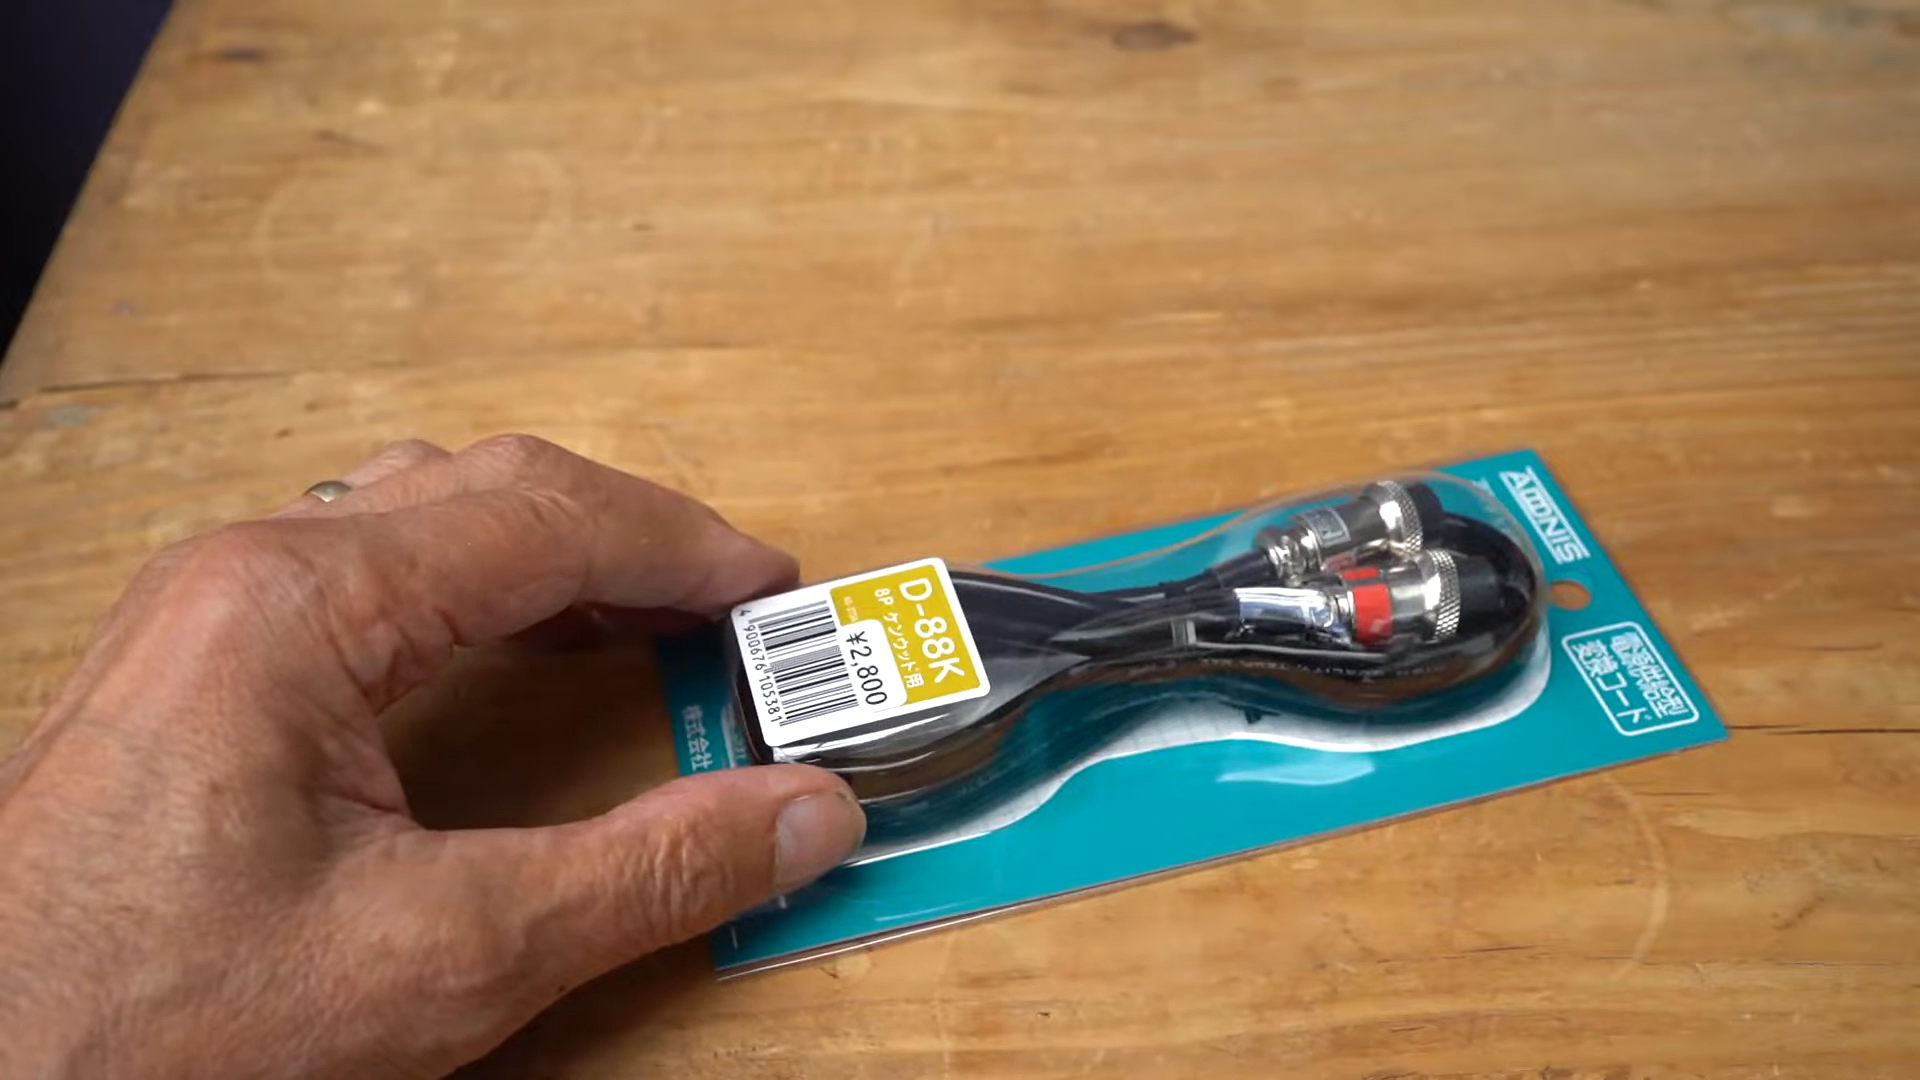 ADONIS
電源供給型
変換コード
D-88K
8P ケンウッド用
¥2,800
4 900676 105381
株式会社